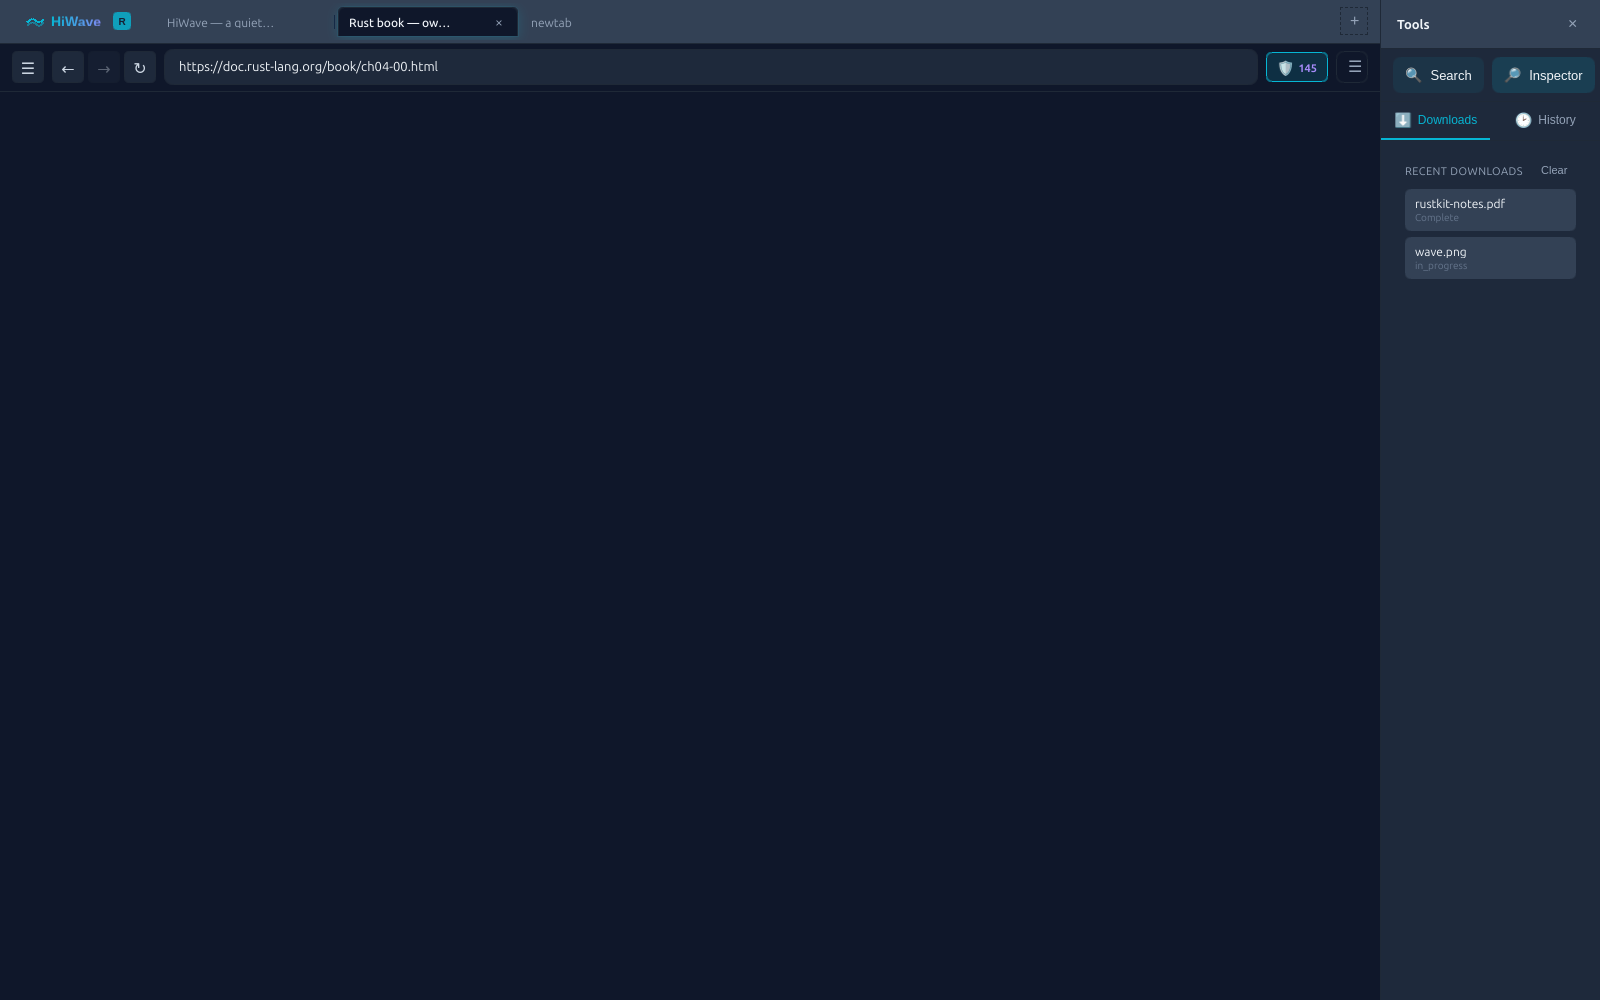 HiWave R HiWave — a quiet… Rust book — ow… × newtab + Tools ×
https://doc.rust-lang.org/book/ch04-00.html 145
Search Inspector
Downloads History
RECENT DOWNLOADS Clear
rustkit-notes.pdf
Complete
wave.png
in_progress